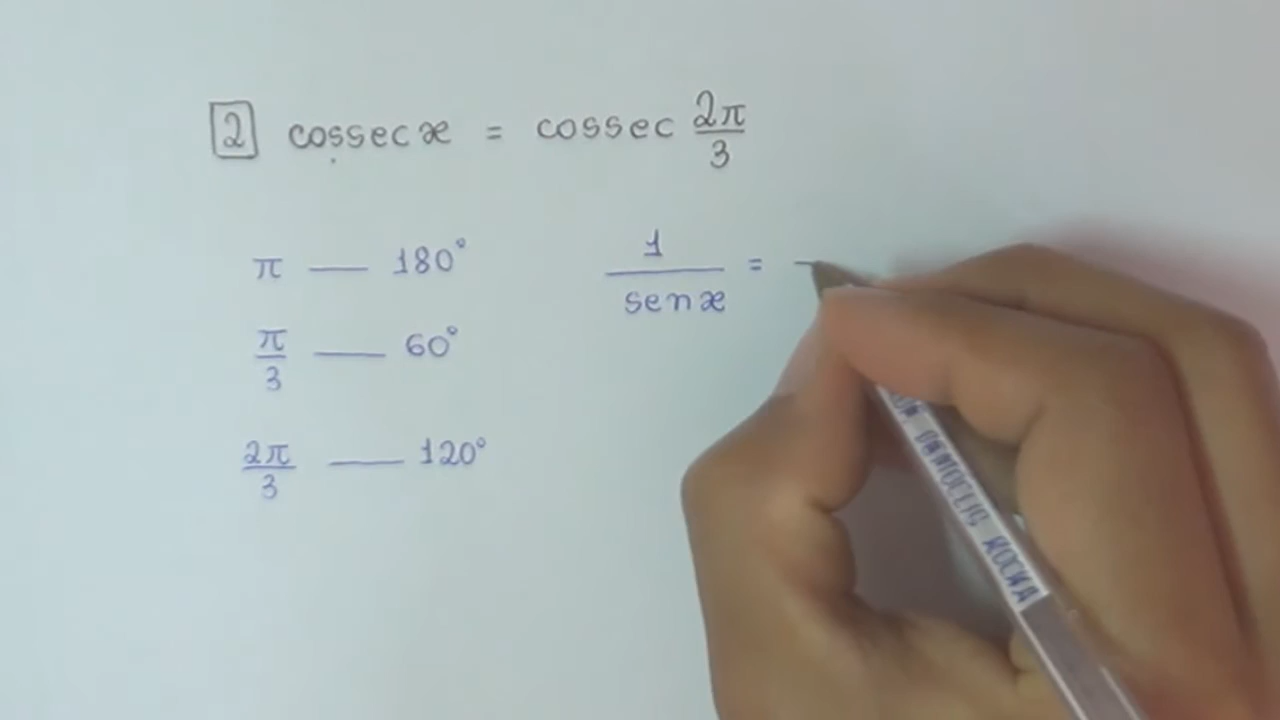 2 cossec x = cossec 2π/3
π — 180°
π/3 — 60°
2π/3 — 120°
1/sen x =